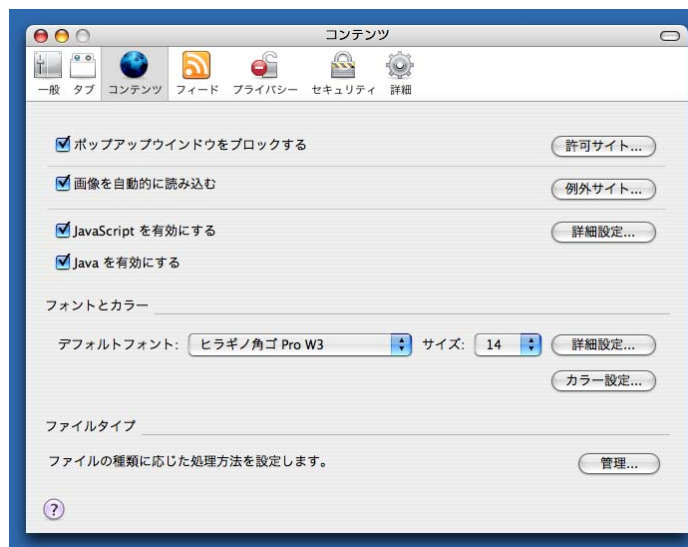 コンテンツ
一般 タブ コンテンツ フィード プライバシー セキュリティ 詳細
ポップアップウインドウをブロックする 許可サイト...
画像を自動的に読み込む 例外サイト...
JavaScript を有効にする 詳細設定...
Java を有効にする
フォントとカラー
デフォルトフォント: ヒラギノ角ゴ Pro W3 サイズ: 14 詳細設定...
カラー設定...
ファイルタイプ
ファイルの種類に応じた処理方法を設定します。 管理...
?